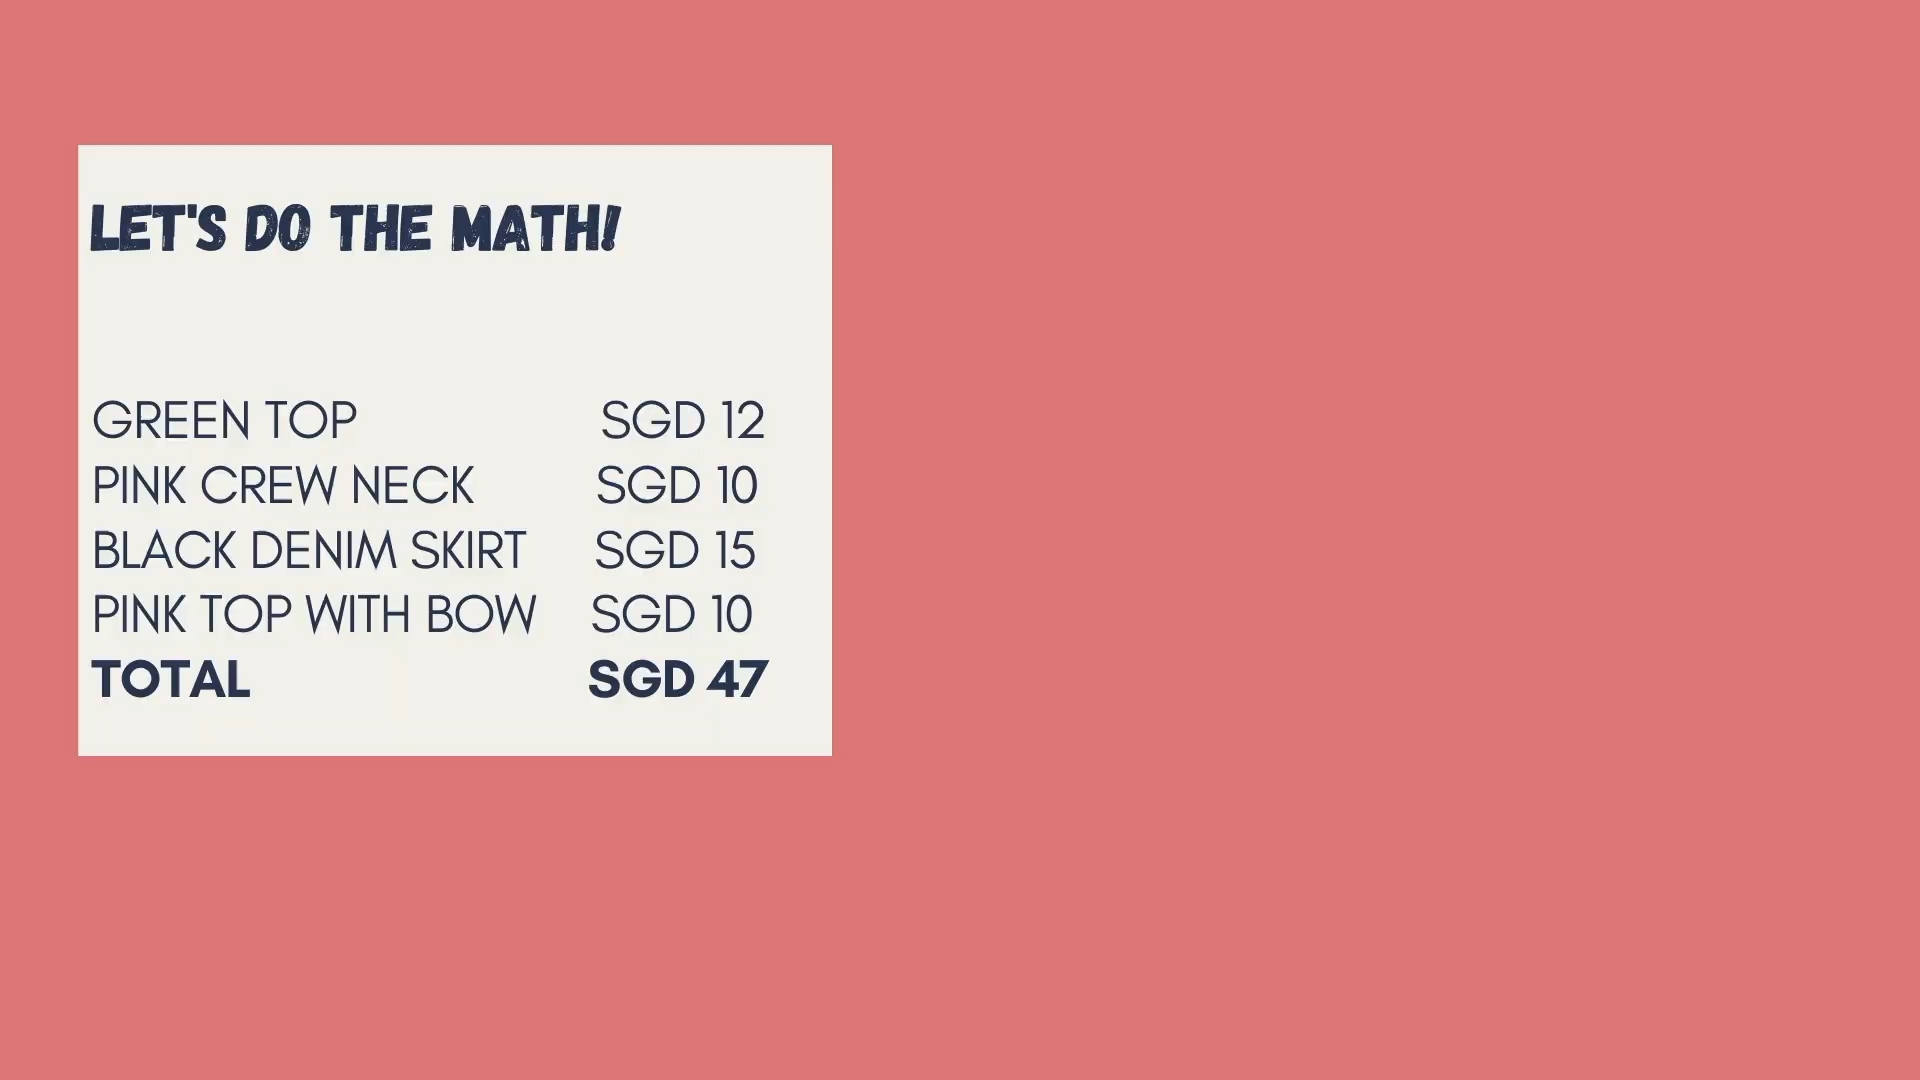 LET'S DO THE MATH!
GREEN TOP SGD 12
PINK CREW NECK SGD 10
BLACK DENIM SKIRT SGD 15
PINK TOP WITH BOW SGD 10
TOTAL SGD 47